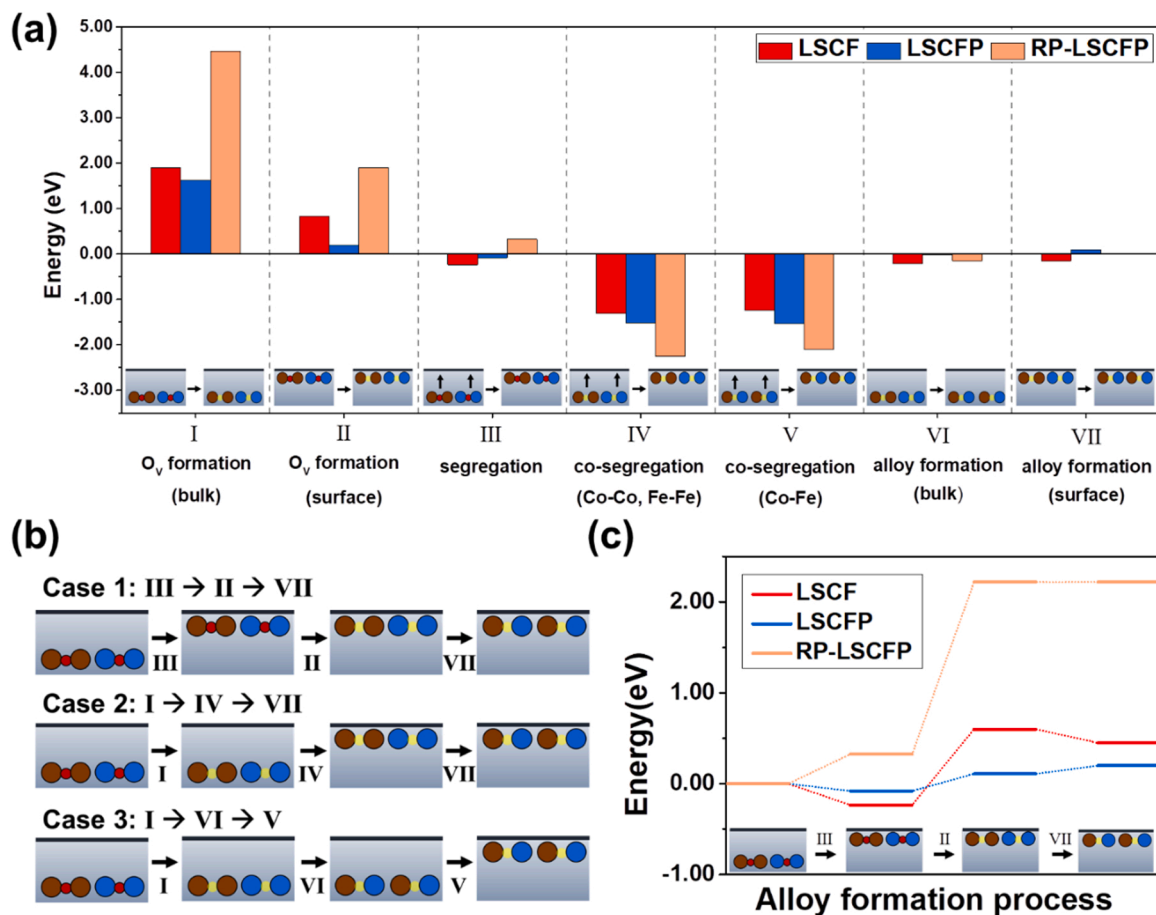 (a)
LSCF LSCFP RP-LSCFP
5.00
4.00
3.00
2.00
1.00
0.00
-1.00
-2.00
-3.00
Energy (eV)
I II III IV V VI VII
Oᵥ formation Oᵥ formation segregation co-segregation co-segregation alloy formation alloy formation
(bulk) (surface) (Co-Co, Fe-Fe) (Co-Fe) (bulk) (surface)
(b)
Case 1: III → II → VII
III II VII
Case 2: I → IV → VII
I IV VII
Case 3: I → VI → V
I VI V
(c)
LSCF
LSCFP
RP-LSCFP
2.00
1.00
0.00
-1.00
Energy(eV)
III II VII
Alloy formation process